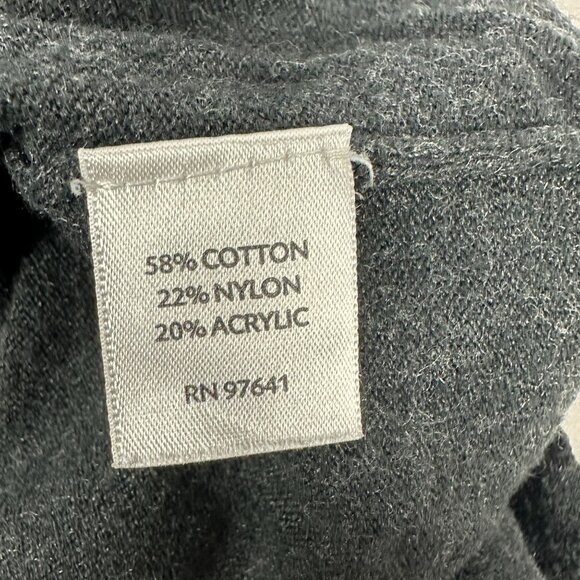 58% COTTON
22% NYLON
20% ACRYLIC
RN 97641